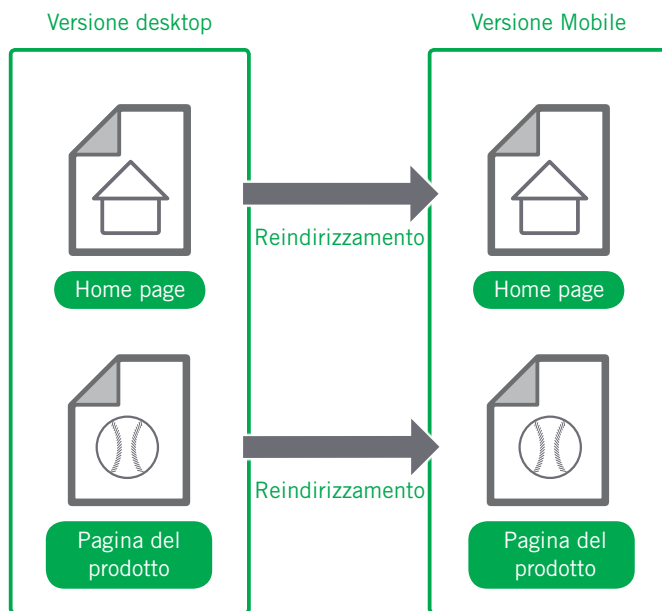 Versione desktop
Versione Mobile
Reindirizzamento
Home page
Home page
Reindirizzamento
Pagina del
prodotto
Pagina del
prodotto